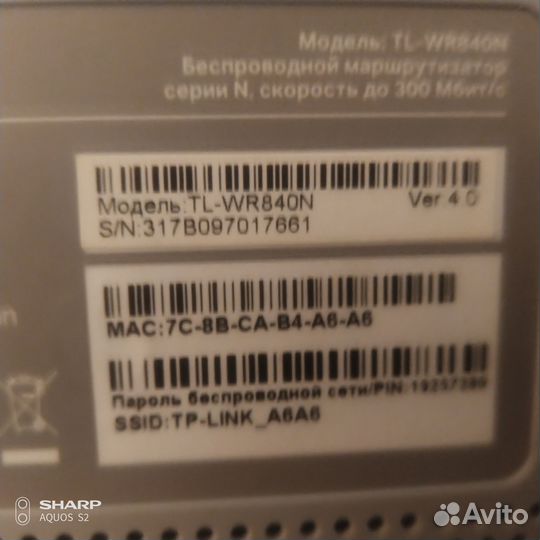 Модель: TL-WR840N
Беспроводной маршрутизатор
серии N, скорость до 300 Мбит/с
Модель:TL-WR840N Ver 4.0
S/N:317B097017661
MAC:7C-8B-CA-B4-A6-A6
Пароль беспроводной сети/PIN:
SSID:TP-LINK_A6A6
SHARP
AQUOS S2
Avito